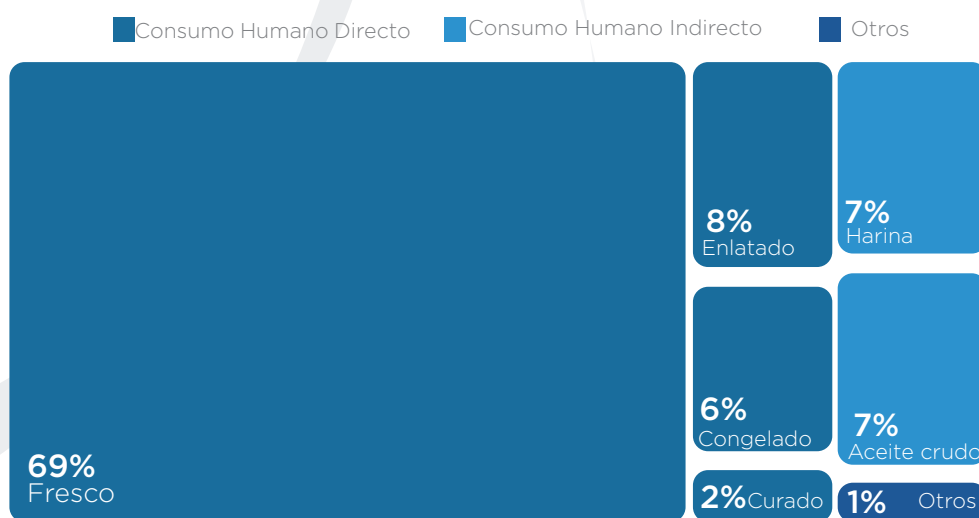 Consumo Humano Directo Consumo Humano Indirecto Otros
69%
Fresco
8%
Enlatado
6%
Congelado
2% Curado
7%
Harina
7%
Aceite crudo
1% Otros